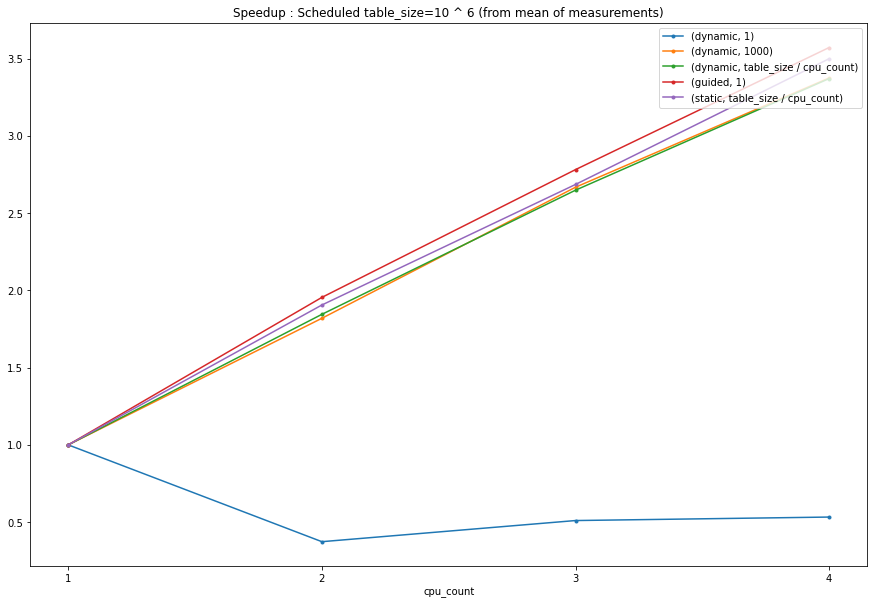 Speedup : Scheduled table_size=10 ^ 6 (from mean of measurements)
(dynamic, 1)
(dynamic, 1000)
(dynamic, table_size / cpu_count)
(guided, 1)
(static, table_size / cpu_count)
3.5
3.0
2.5
2.0
1.5
1.0
0.5
1 2 3 4
cpu_count